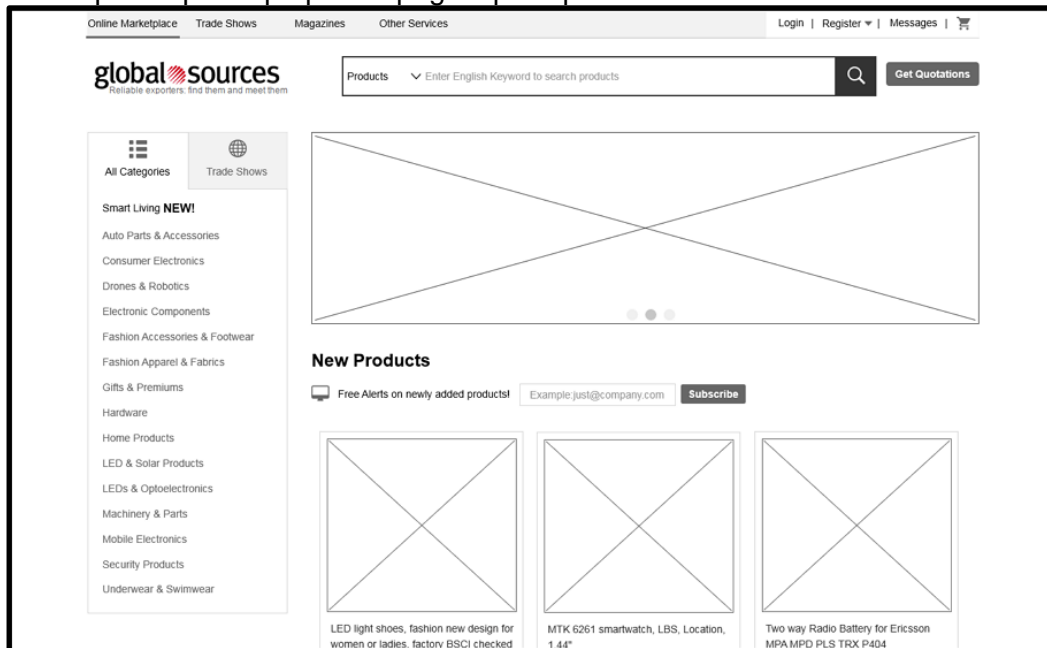 Online Marketplace Trade Shows Magazines Other Services Login | Register | Messages |
global sources
Reliable exporters: find them and meet them
Products Enter English Keyword to search products
Get Quotations
All Categories Trade Shows
Smart Living NEW!
Auto Parts & Accessories
Consumer Electronics
Drones & Robotics
Electronic Components
Fashion Accessories & Footwear
Fashion Apparel & Fabrics
Gifts & Premiums
Hardware
Home Products
LED & Solar Products
LEDs & Optoelectronics
Machinery & Parts
Mobile Electronics
Security Products
Underwear & Swimwear
New Products
Free Alerts on newly added products! Example:just@company.com Subscribe
LED light shoes, fashion new design for
women or ladies, factory BSCI checked
MTK 6261 smartwatch, LBS, Location,
1.44"
Two way Radio Battery for Ericsson
MPA MPD PLS TRX P404